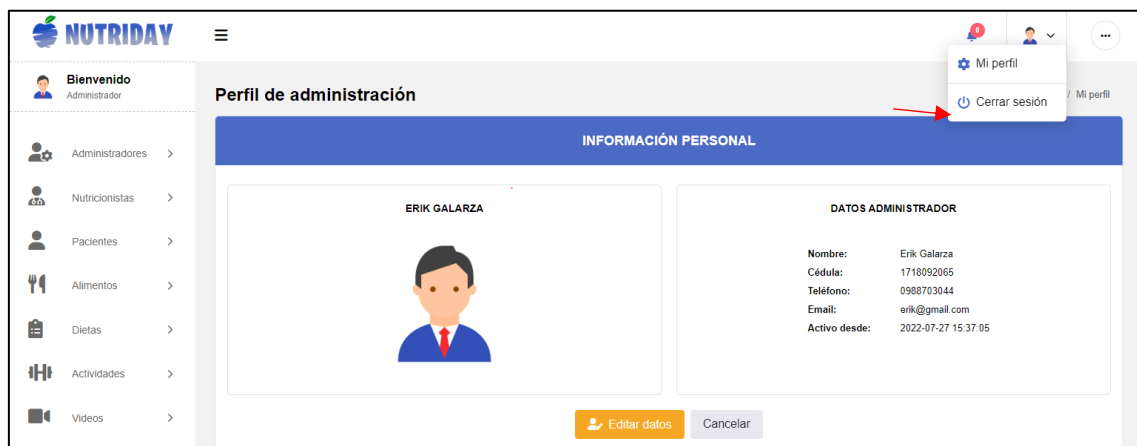 NUTRIDAY
Mi perfil
Cerrar sesión
Bienvenido
Administrador
Perfil de administración
/ Mi perfil
Administradores
Nutricionistas
Pacientes
Alimentos
Dietas
Actividades
Videos
INFORMACIÓN PERSONAL
ERIK GALARZA
DATOS ADMINISTRADOR
Nombre: Erik Galarza
Cédula: 1718092065
Teléfono: 0988703044
Email: erik@gmail.com
Activo desde: 2022-07-27 15:37:05
Editar datos
Cancelar